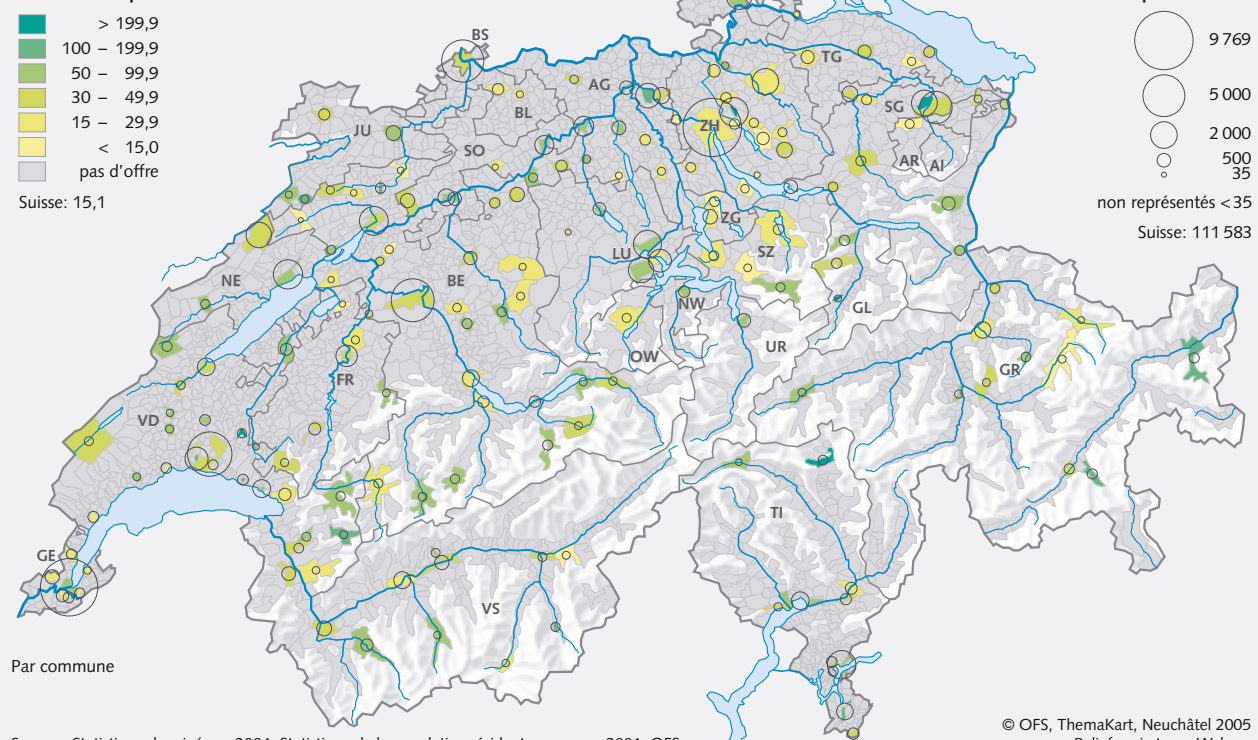 > 199,9
100 – 199,9
50 – 99,9
30 – 49,9
15 – 29,9
< 15,0
pas d'offre
Suisse: 15,1
9 769
5 000
2 000
500
35
non représentés < 35
Suisse: 111 583
BS
TG
AG
BL
ZH
SG
JU
SO
AR
AI
ZG
LU
SZ
NE
BE
NW
GL
OW
UR
FR
GR
VD
TI
GE
VS
Par commune
© OFS, ThemaKart, Neuchâtel 2005